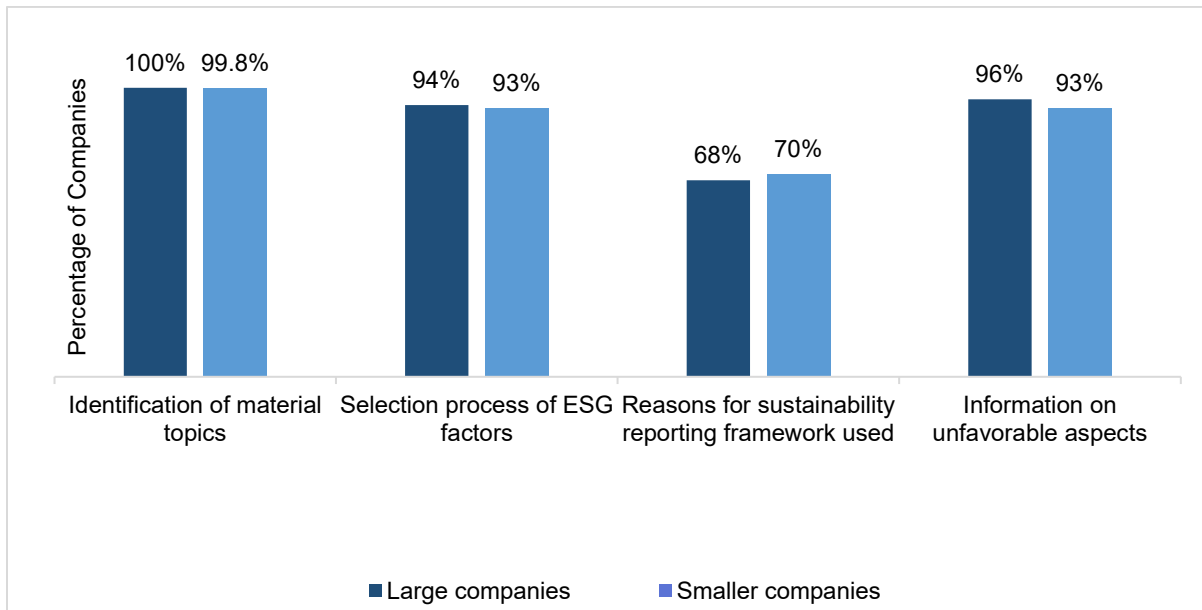 100%
99.8%
94%
93%
68%
70%
96%
93%
Percentage of Companies
Identification of material
topics
Selection process of ESG
factors
Reasons for sustainability
reporting framework used
Information on
unfavorable aspects
Large companies
Smaller companies